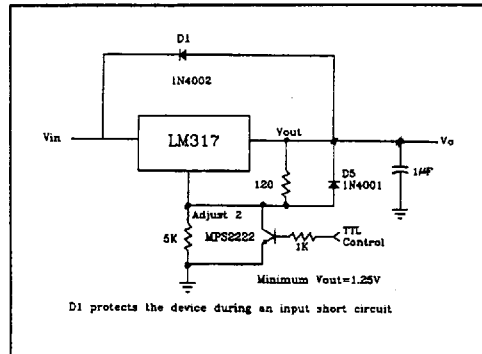 D1
1N4002
Vin
LM317
Vout
Vo
D5
1N4001
1µF
120
Adjust 2
5K
MPS2222
1K
TTL
Control
Minimum Vout=1.25V
D1 protects the device during an input short circuit